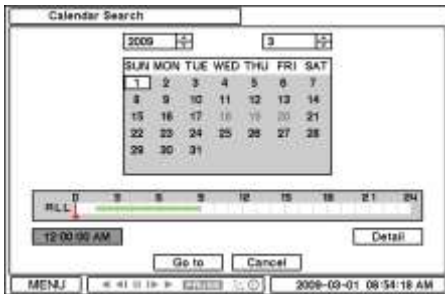 Calendar Search
2009 3
SUN MON TUE WED THU FRI SAT
1 2 3 4 5 6 7
8 9 10 11 12 13 14
15 16 17 18 19 20 21
22 23 24 25 26 27 28
29 30 31
0 3 6 9 12 15 18 21 24
ALL
12:00:00 AM Detail
Go to Cancel
MENU 2009-03-01 08:54:18 AM